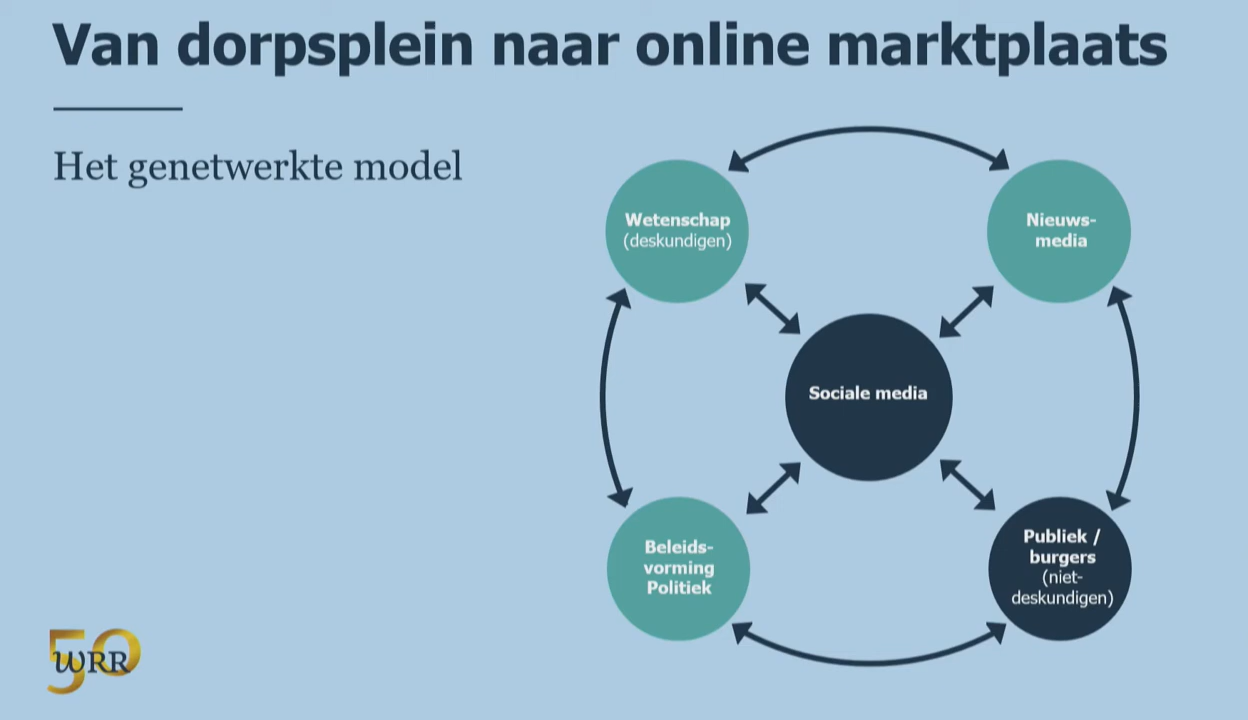 Van dorpsplein naar online marktplaats
Het genetwerkte model
Wetenschap
(deskundigen)
Nieuws-
media
Sociale media
Beleids-
vorming
Politiek
Publiek /
burgers
(niet-
deskundigen)
50
WRR